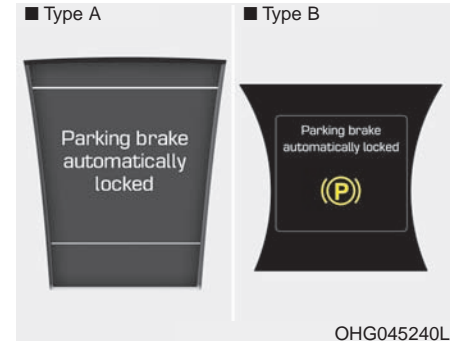 ■ Type A
■ Type B
Parking brake
automatically
locked
Parking brake
automatically locked
((P))
OHG045240L